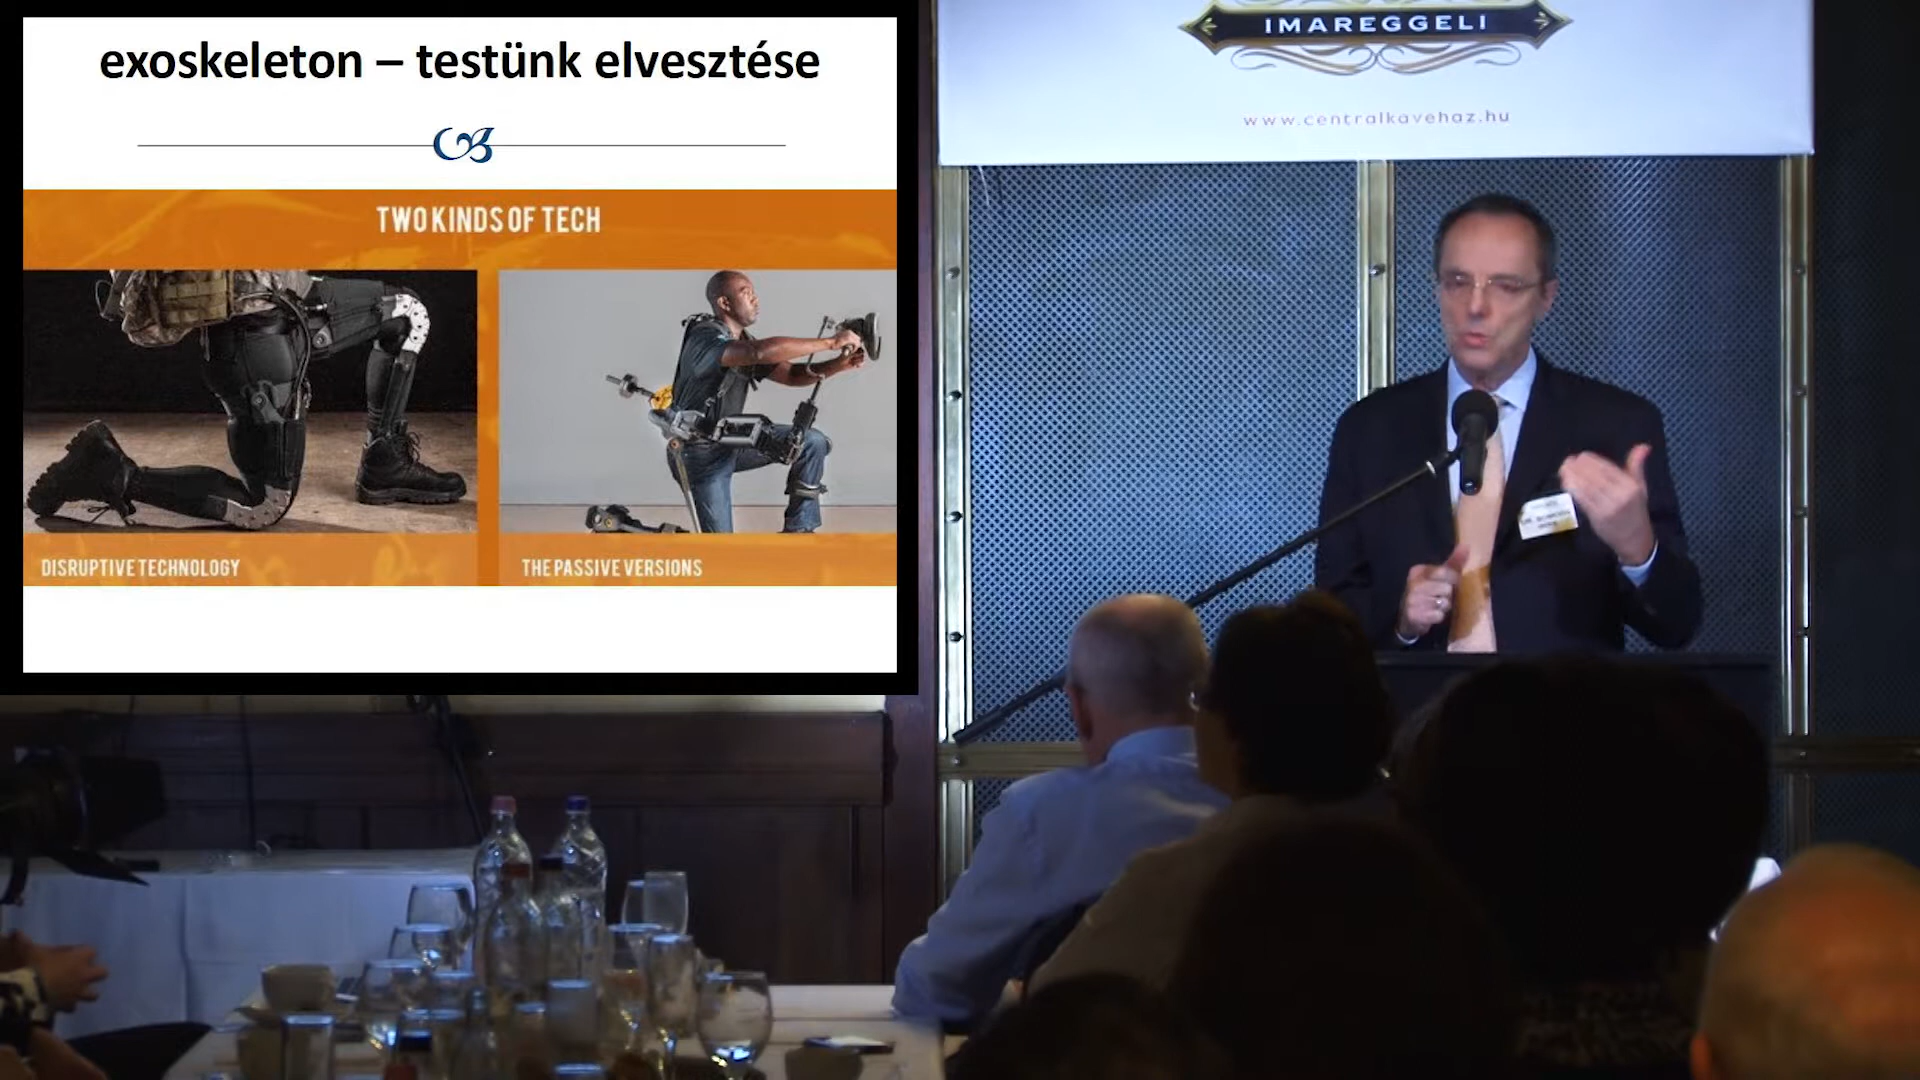 exoskeleton – testünk elvesztése
TWO KINDS OF TECH
DISRUPTIVE TECHNOLOGY
THE PASSIVE VERSIONS
IMAREGGELI
www.centralkavehaz.hu